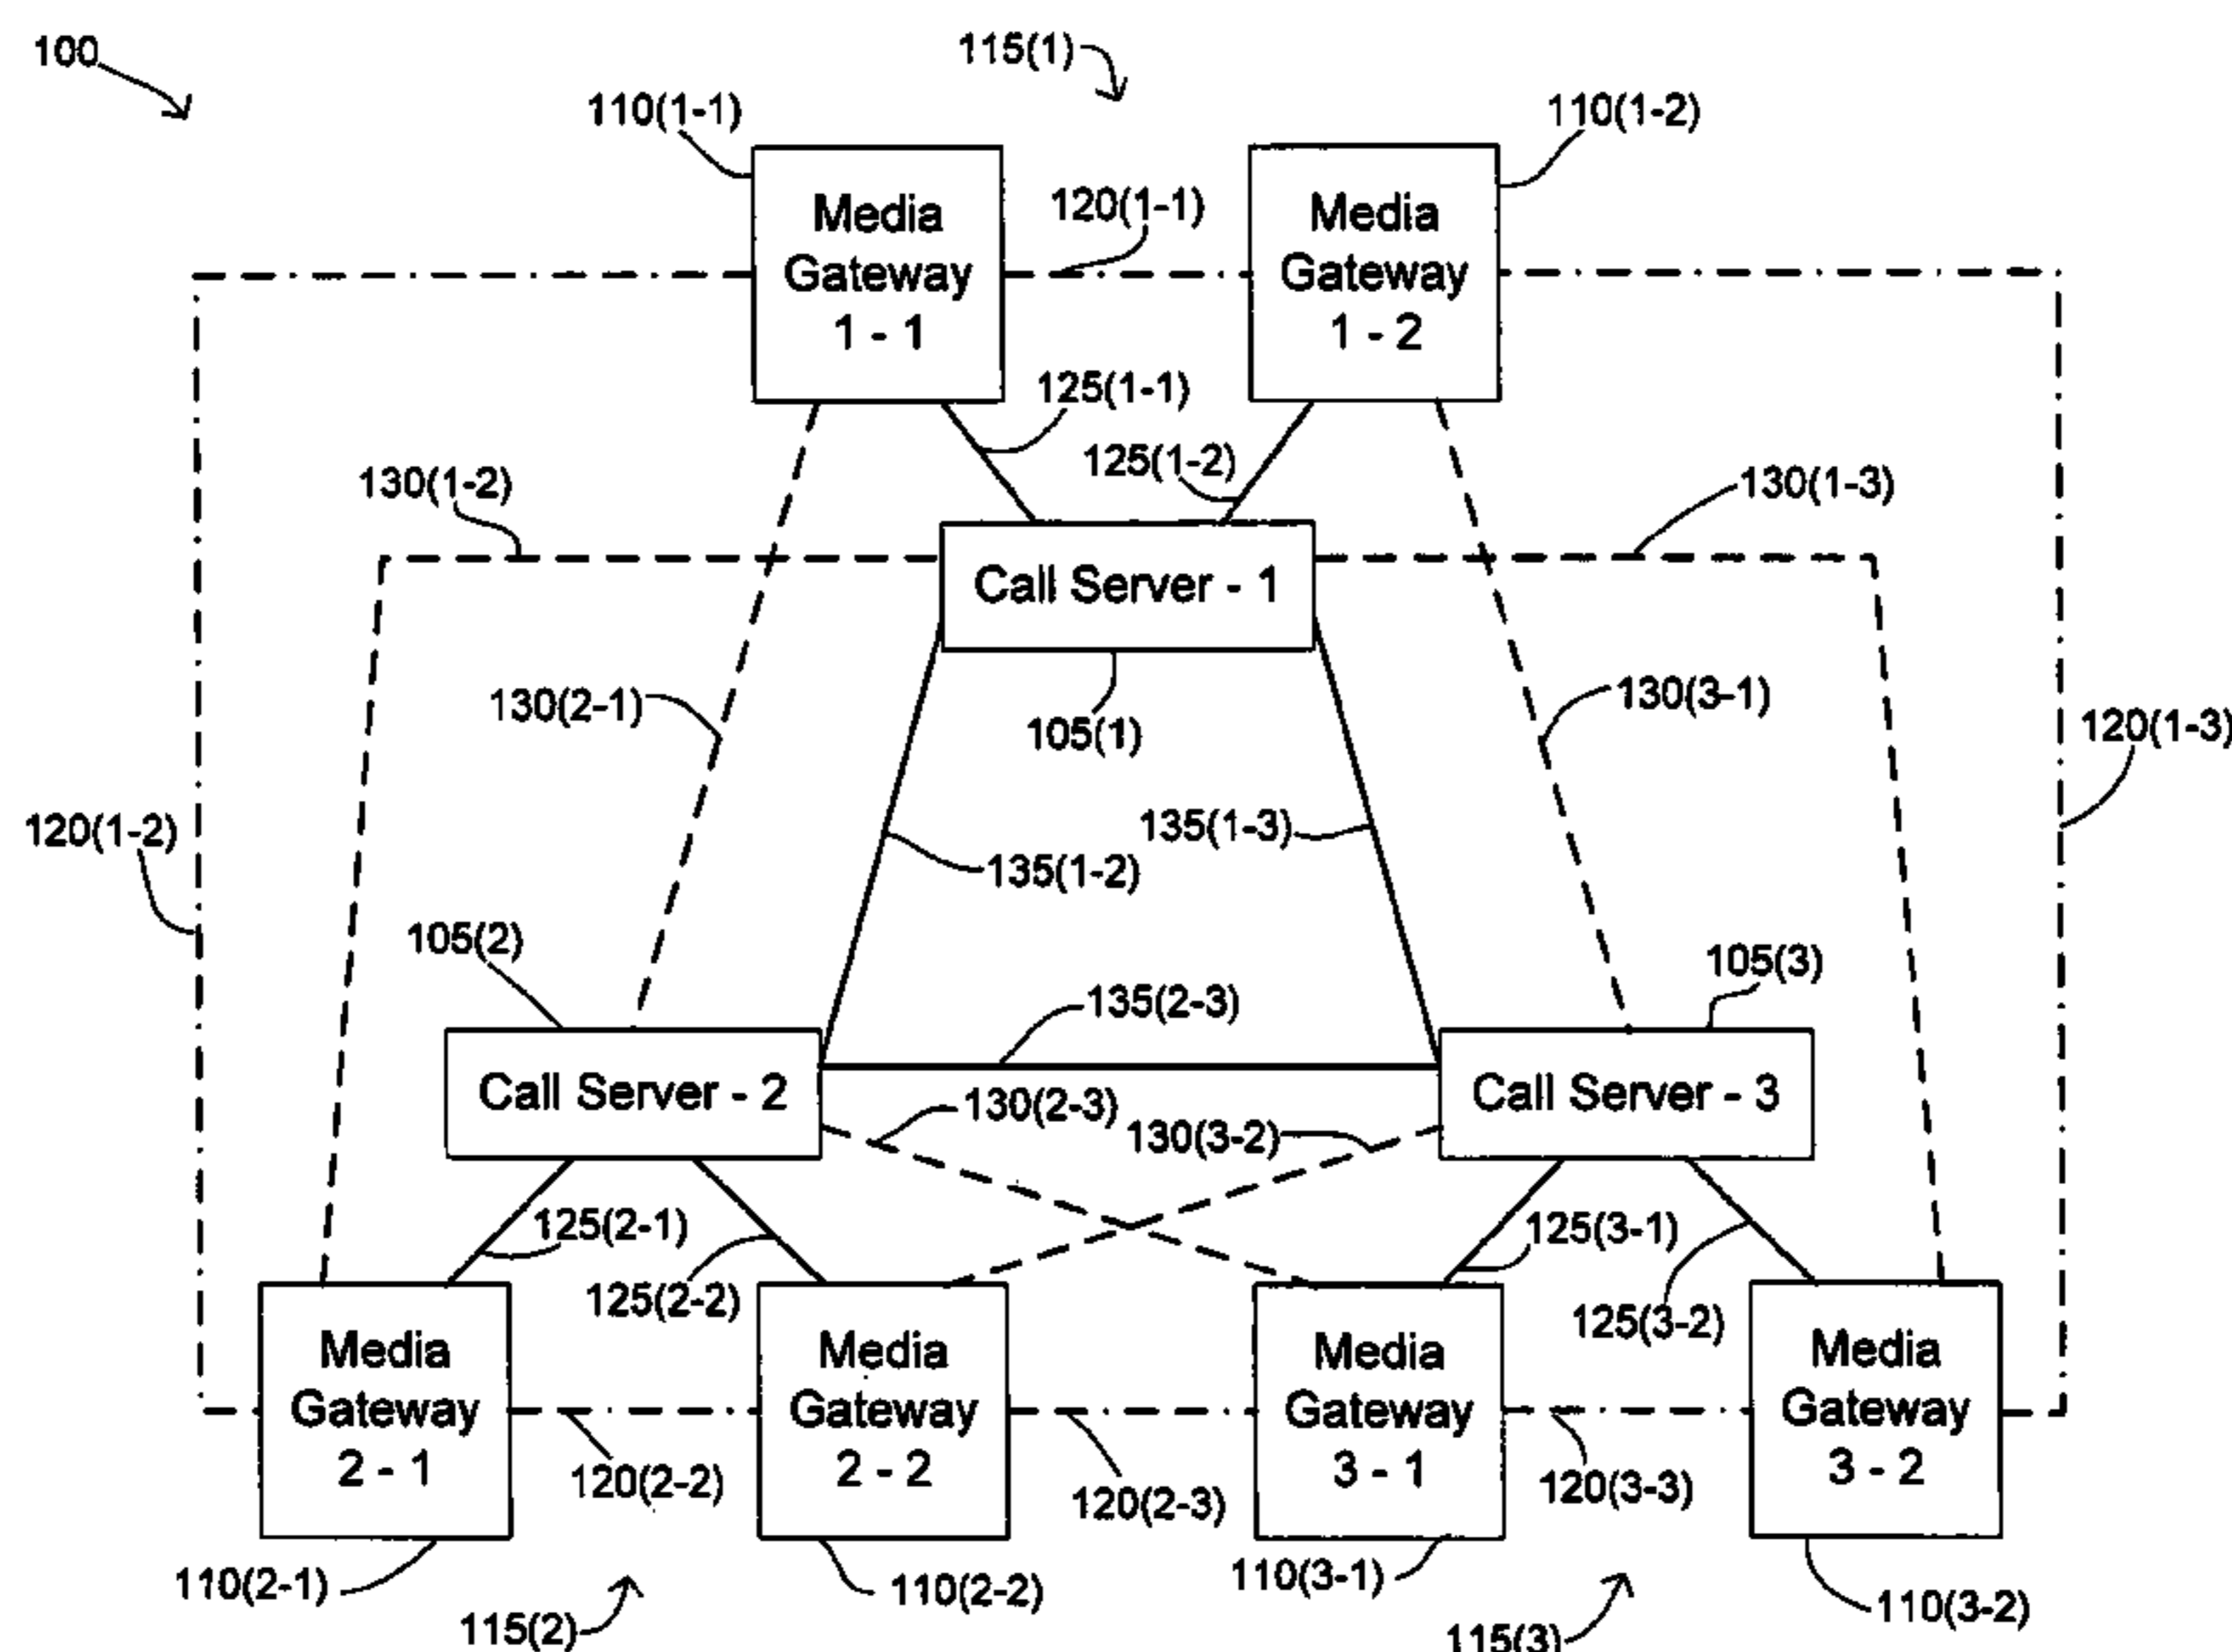 100
115(1)
110(1-1)
110(1-2)
Media
Gateway
1 - 1
120(1-1)
Media
Gateway
1 - 2
125(1-1)
125(1-2)
130(1-2)
130(1-3)
Call Server - 1
130(2-1)
105(1)
130(3-1)
120(1-3)
120(1-2)
135(1-3)
135(1-2)
105(2)
105(3)
135(2-3)
Call Server - 2
130(2-3)
130(3-2)
Call Server - 3
125(2-1)
125(2-2)
125(3-1)
125(3-2)
Media
Gateway
2 - 1
Media
Gateway
2 - 2
Media
Gateway
3 - 1
Media
Gateway
3 - 2
120(2-2)
120(2-3)
120(3-3)
110(2-1)
115(2)
110(2-2)
110(3-1)
115(3)
110(3-2)